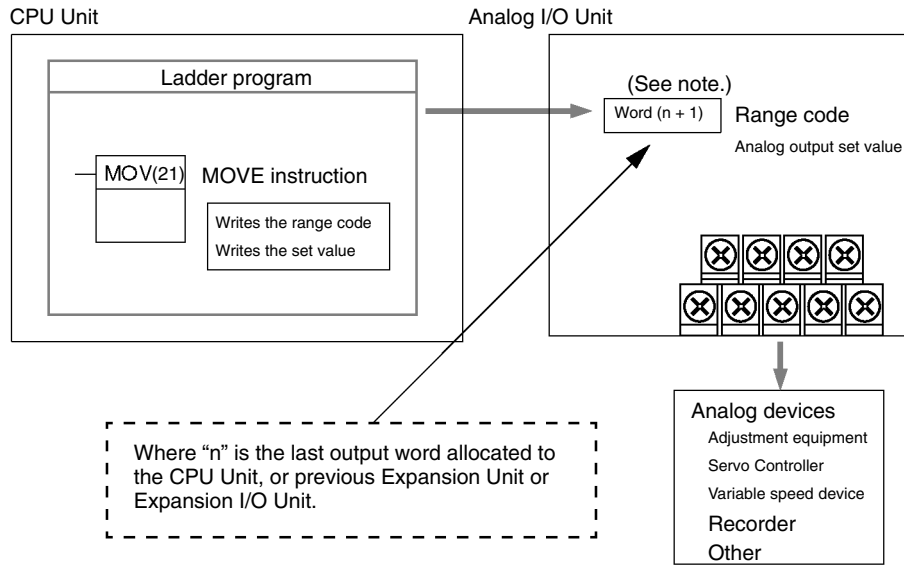 CPU Unit
Analog I/O Unit
Ladder program
MOV(21)
MOVE instruction
Writes the range code
Writes the set value
(See note.)
Word (n + 1)
Range code
Analog output set value
Where “n” is the last output word allocated to
the CPU Unit, or previous Expansion Unit or
Expansion I/O Unit.
Analog devices
Adjustment equipment
Servo Controller
Variable speed device
Recorder
Other